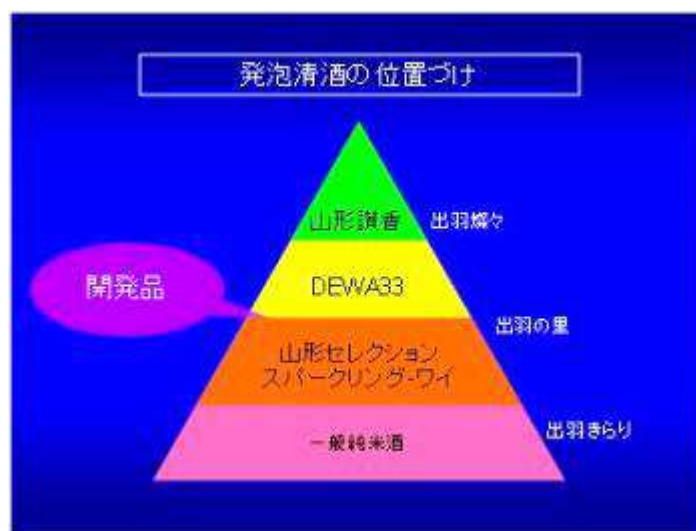 発泡清酒の位置づけ
山形讃香
出羽燦々
開発品
DEWA33
出羽の里
山形セレクション
スパークリング-ワイ
出羽きらり
一般純米酒